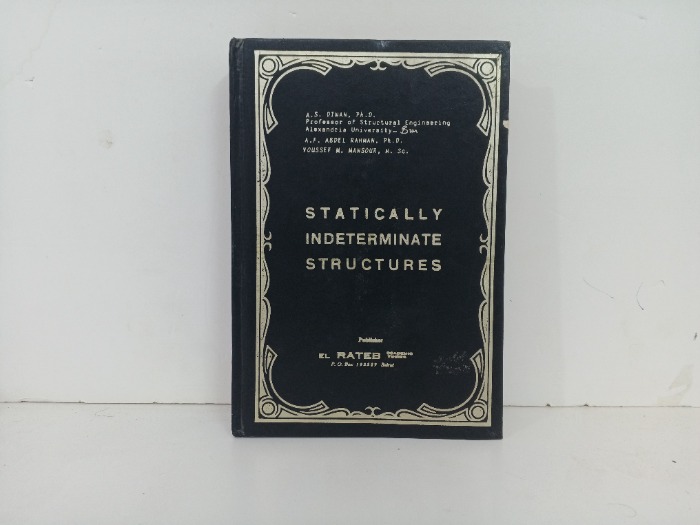 A.S. DIWAN, Ph.D.
Professor of Structural Engineering
Alexandria University
A.F. ABDEL RAHMAN, Ph.D.
YOUSSEF M. MANSOUR, M. Sc.
STATICALLY
INDETERMINATE
STRUCTURES
Publisher
EL RATEB
P. O. Box Beirut